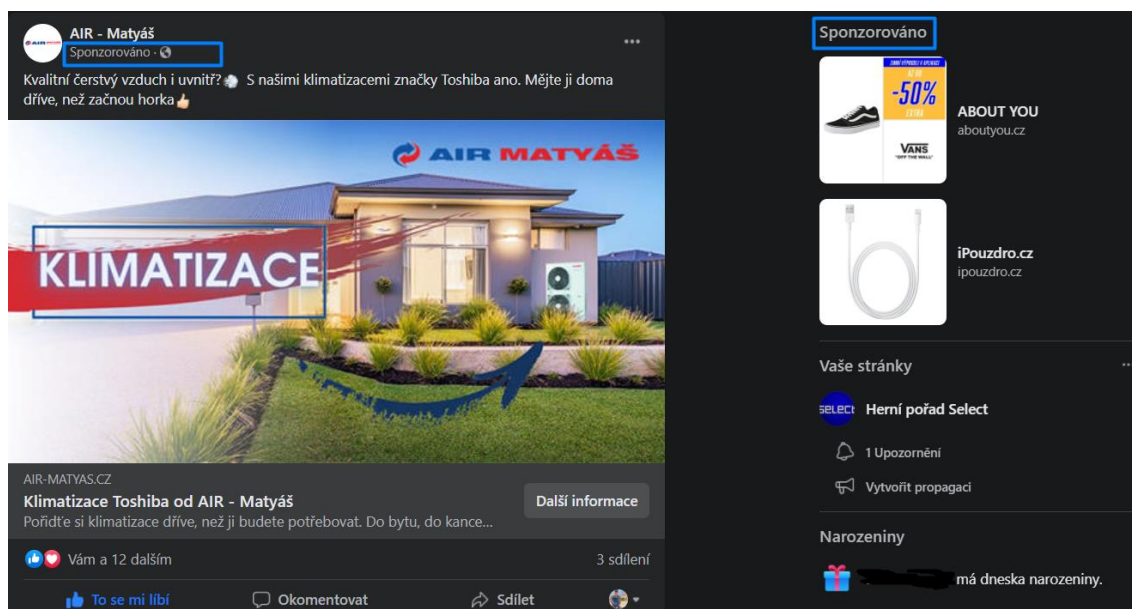 AIR - Matyáš
Sponzorováno
Kvalitní čerstvý vzduch i uvnitř? S našimi klimatizacemi značky Toshiba ano. Mějte ji doma
dříve, než začnou horka
AIR MATYÁŠ
KLIMATIZACE
AIR-MATYAS.CZ
Klimatizace Toshiba od AIR - Matyáš
Pořiďte si klimatizace dříve, než ji budete potřebovat. Do bytu, do kance...
Další informace
Vám a 12 dalším
3 sdílení
To se mi líbí
Okomentovat
Sdílet
Sponzorováno
-50%
EXTRA
VANS
"OFF THE WALL"
ABOUT YOU
aboutyou.cz
iPouzdro.cz
ipouzdro.cz
Vaše stránky
SELECT
Herní pořad Select
1 Upozornění
Vytvořit propagaci
Narozeniny
má dneska narozeniny.